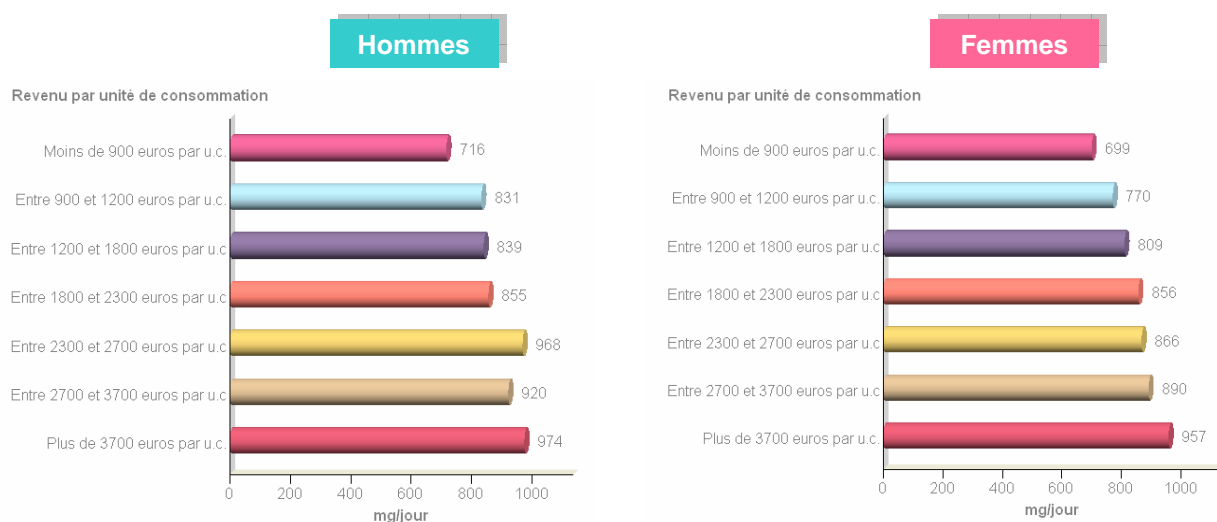 Hommes
Revenu par unité de consommation
Moins de 900 euros par u.c.
716
Entre 900 et 1200 euros par u.c.
831
Entre 1200 et 1800 euros par u.c
839
Entre 1800 et 2300 euros par u.c
855
Entre 2300 et 2700 euros par u.c
968
Entre 2700 et 3700 euros par u.c
920
Plus de 3700 euros par u.c.
974
0 200 400 600 800 1000
mg/jour
Femmes
Revenu par unité de consommation
Moins de 900 euros par u.c.
699
Entre 900 et 1200 euros par u.c.
770
Entre 1200 et 1800 euros par u.c
809
Entre 1800 et 2300 euros par u.c
856
Entre 2300 et 2700 euros par u.c
866
Entre 2700 et 3700 euros par u.c
890
Plus de 3700 euros par u.c.
957
0 200 400 600 800 1000
mg/jour